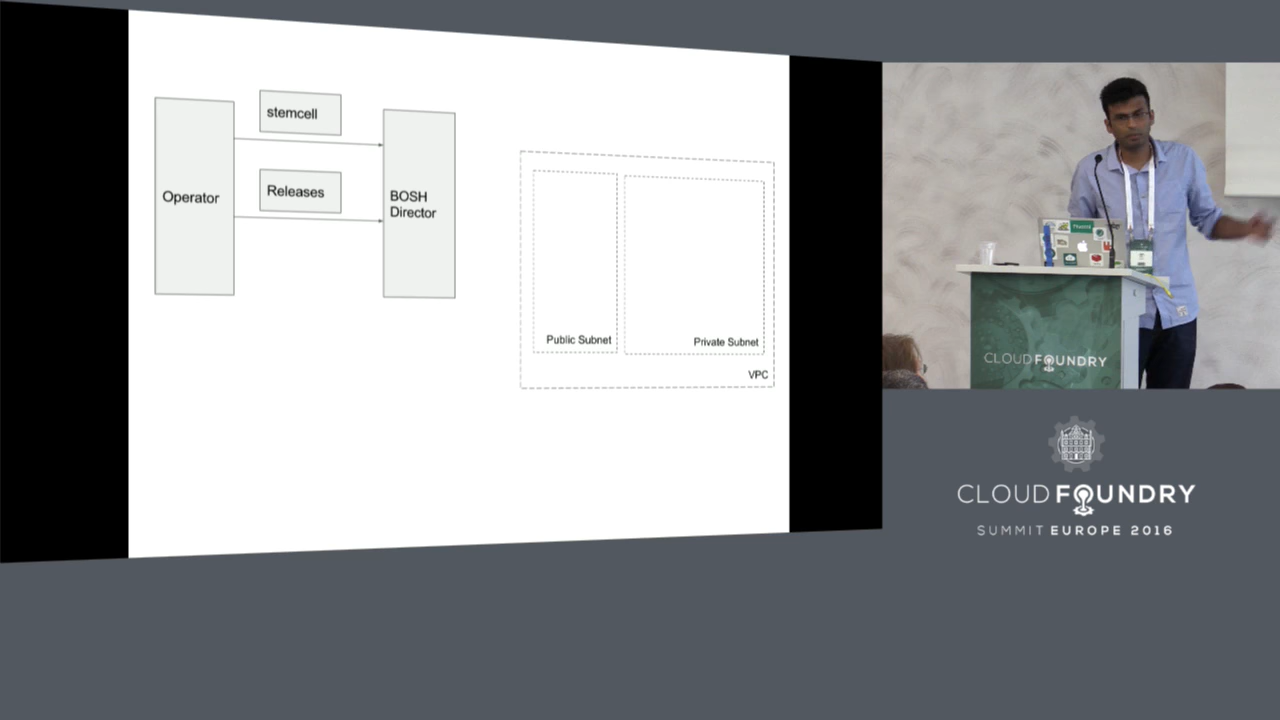 stemcell
Releases
Operator
BOSH
Director
Public Subnet
Private Subnet
VPC
CLOUD FOUNDRY
CLOUD FOUNDRY
SUMMIT EUROPE 2016